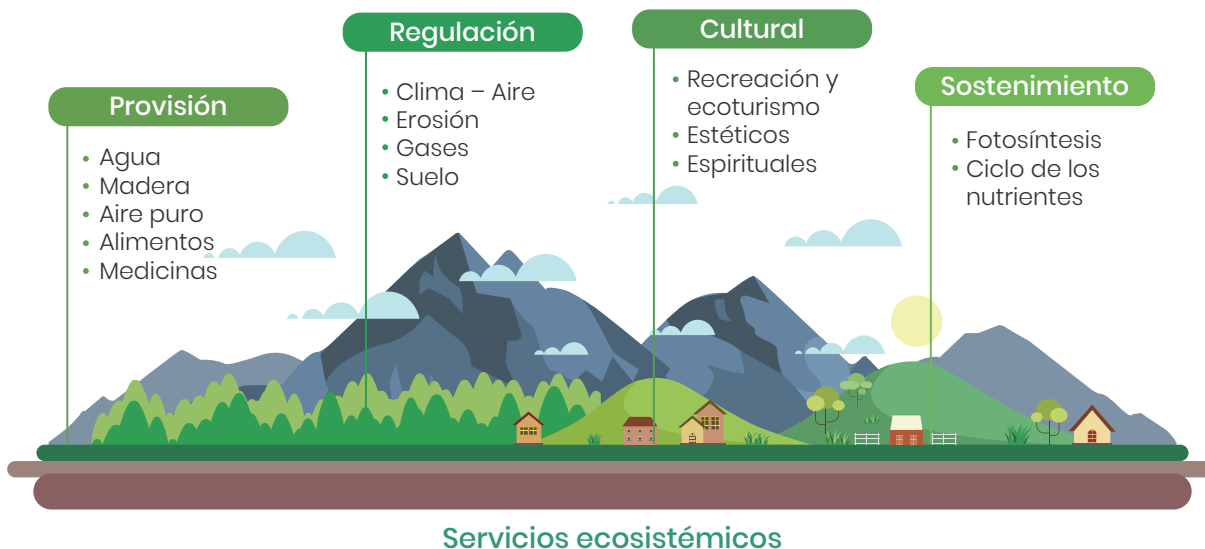 Provisión
• Agua
• Madera
• Aire puro
• Alimentos
• Medicinas
Regulación
• Clima – Aire
• Erosión
• Gases
• Suelo
Cultural
• Recreación y
ecoturismo
• Estéticos
• Espirituales
Sostenimiento
• Fotosíntesis
• Ciclo de los
nutrientes
Servicios ecosistémicos